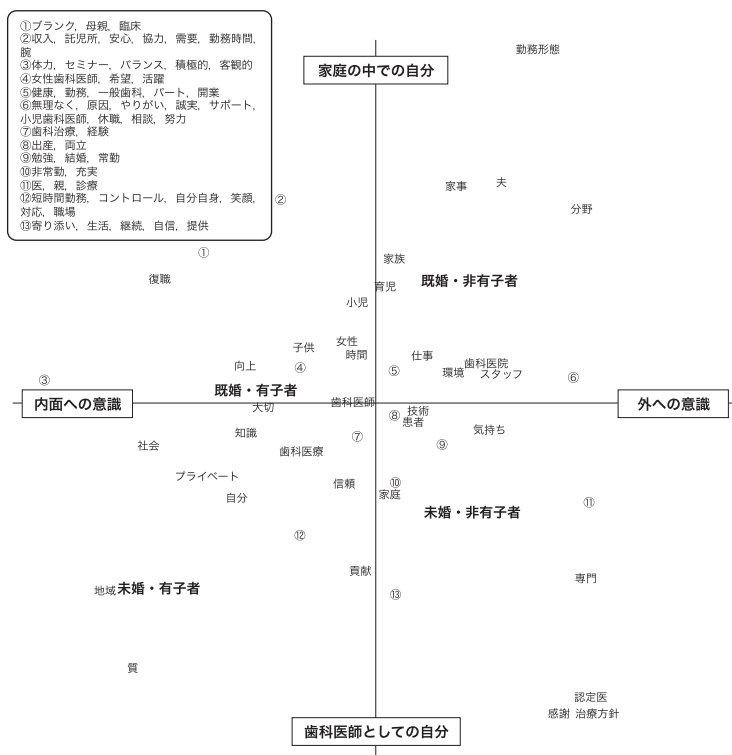 ①ブランク，母親，臨床
②収入，託児所，安心，協力，需要，勤務時間，
腕
③体力，セミナー，バランス，積極的，客観的
④女性歯科医師，希望，活躍
⑤健康，勤務，一般歯科，パート，開業
⑥無理なく，原因，やりがい，誠実，サポート，
小児歯科医師，休職，相談，努力
⑦歯科治療，経験
⑧出産，両立
⑨勉強，結婚，常勤
⑩非常勤，充実
⑪医，親，診療
⑫短時間勤務，コントロール，自分自身，笑顔，
対応，職場
⑬寄り添い，生活，継続，自信，提供
勤務形態
家庭の中での自分
家事
夫
②
分野
①
家族
復職
既婚・非有子者
育児
小児
女性
子供
時間
仕事
向上
④
歯科医院
⑤
環境
スタッフ
③
⑥
既婚・有子者
内面への意識
歯科医師
外への意識
大切
技術
⑧
患者
知識
気持ち
⑦
社会
⑨
歯科医療
プライベート
信頼
⑩
自分
家庭
⑪
未婚・非有子者
⑫
貢献
専門
地域
未婚・有子者
⑬
質
認定医
感謝
治療方針
歯科医師としての自分